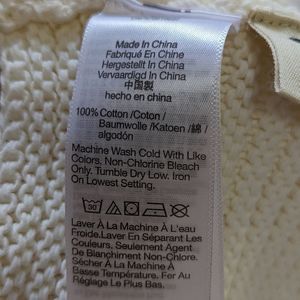 Made In China
Fabriqué En Chine
Hergestellt In China
Vervaardigd In China
中国製
hecho en china
100% Cotton /Coton /
Baumwolle /Katoen /綿 /
algodón
Machine Wash Cold With Like
Colors, Non-Chlorine Bleach
Only. Tumble Dry Low. Iron
On Lowest Setting.
30
Laver À La Machine À L'eau
Froide. Laver En Séparant Les
Couleurs, Seulement Agent
De Blanchiment Non-Chlore.
Sécher À La Machine À
Basse Température. Fer Au
Réglage Le Plus Bas.